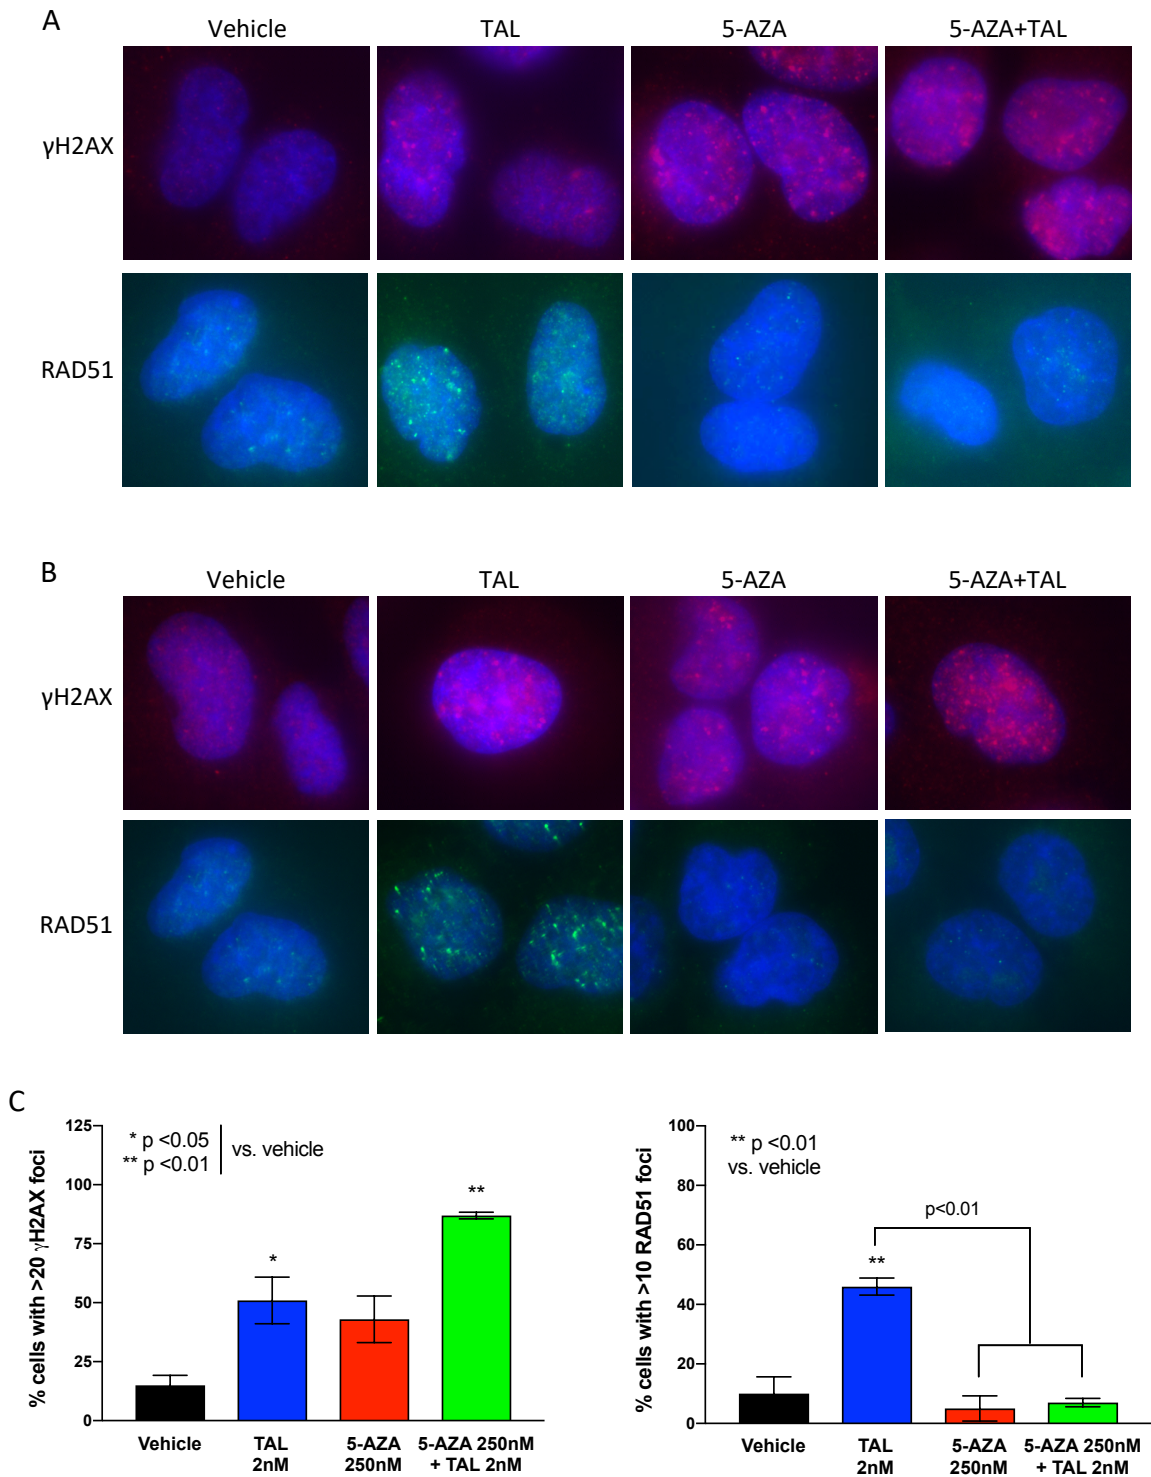 A
Vehicle TAL 5-AZA 5-AZA+TAL
γH2AX
RAD51
B
Vehicle TAL 5-AZA 5-AZA+TAL
γH2AX
RAD51
C
% cells with >20 γH2AX foci
125
100
75
50
25
0
* p <0.05
** p <0.01
vs. vehicle
*
**
Vehicle TAL 5-AZA 5-AZA 250nM
2nM 250nM + TAL 2nM
% cells with >10 RAD51 foci
100
80
60
40
20
0
** p <0.01
vs. vehicle
p<0.01
**
Vehicle TAL 5-AZA 5-AZA 250nM
2nM 250nM + TAL 2nM